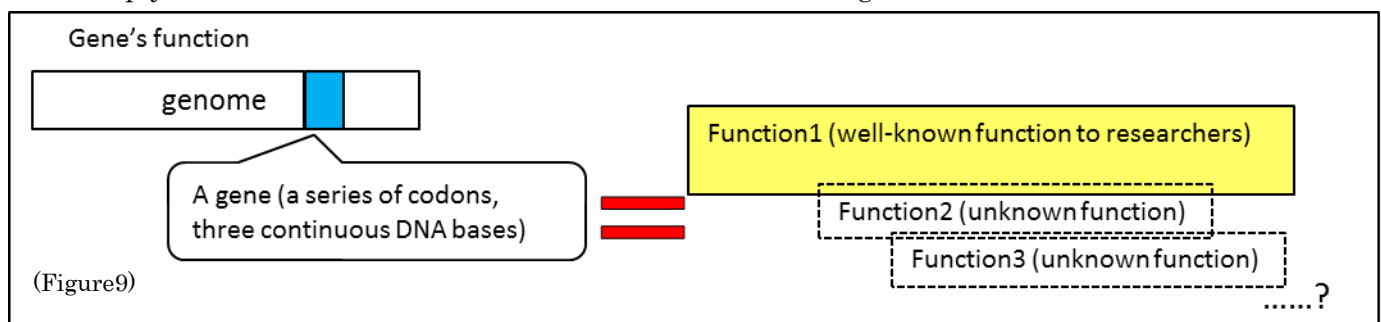 Gene's function
genome
Function1 (well-known function to researchers)
A gene (a series of codons,
three continuous DNA bases)
Function2 (unknown function)
Function3 (unknown function)
(Figure9)
......?